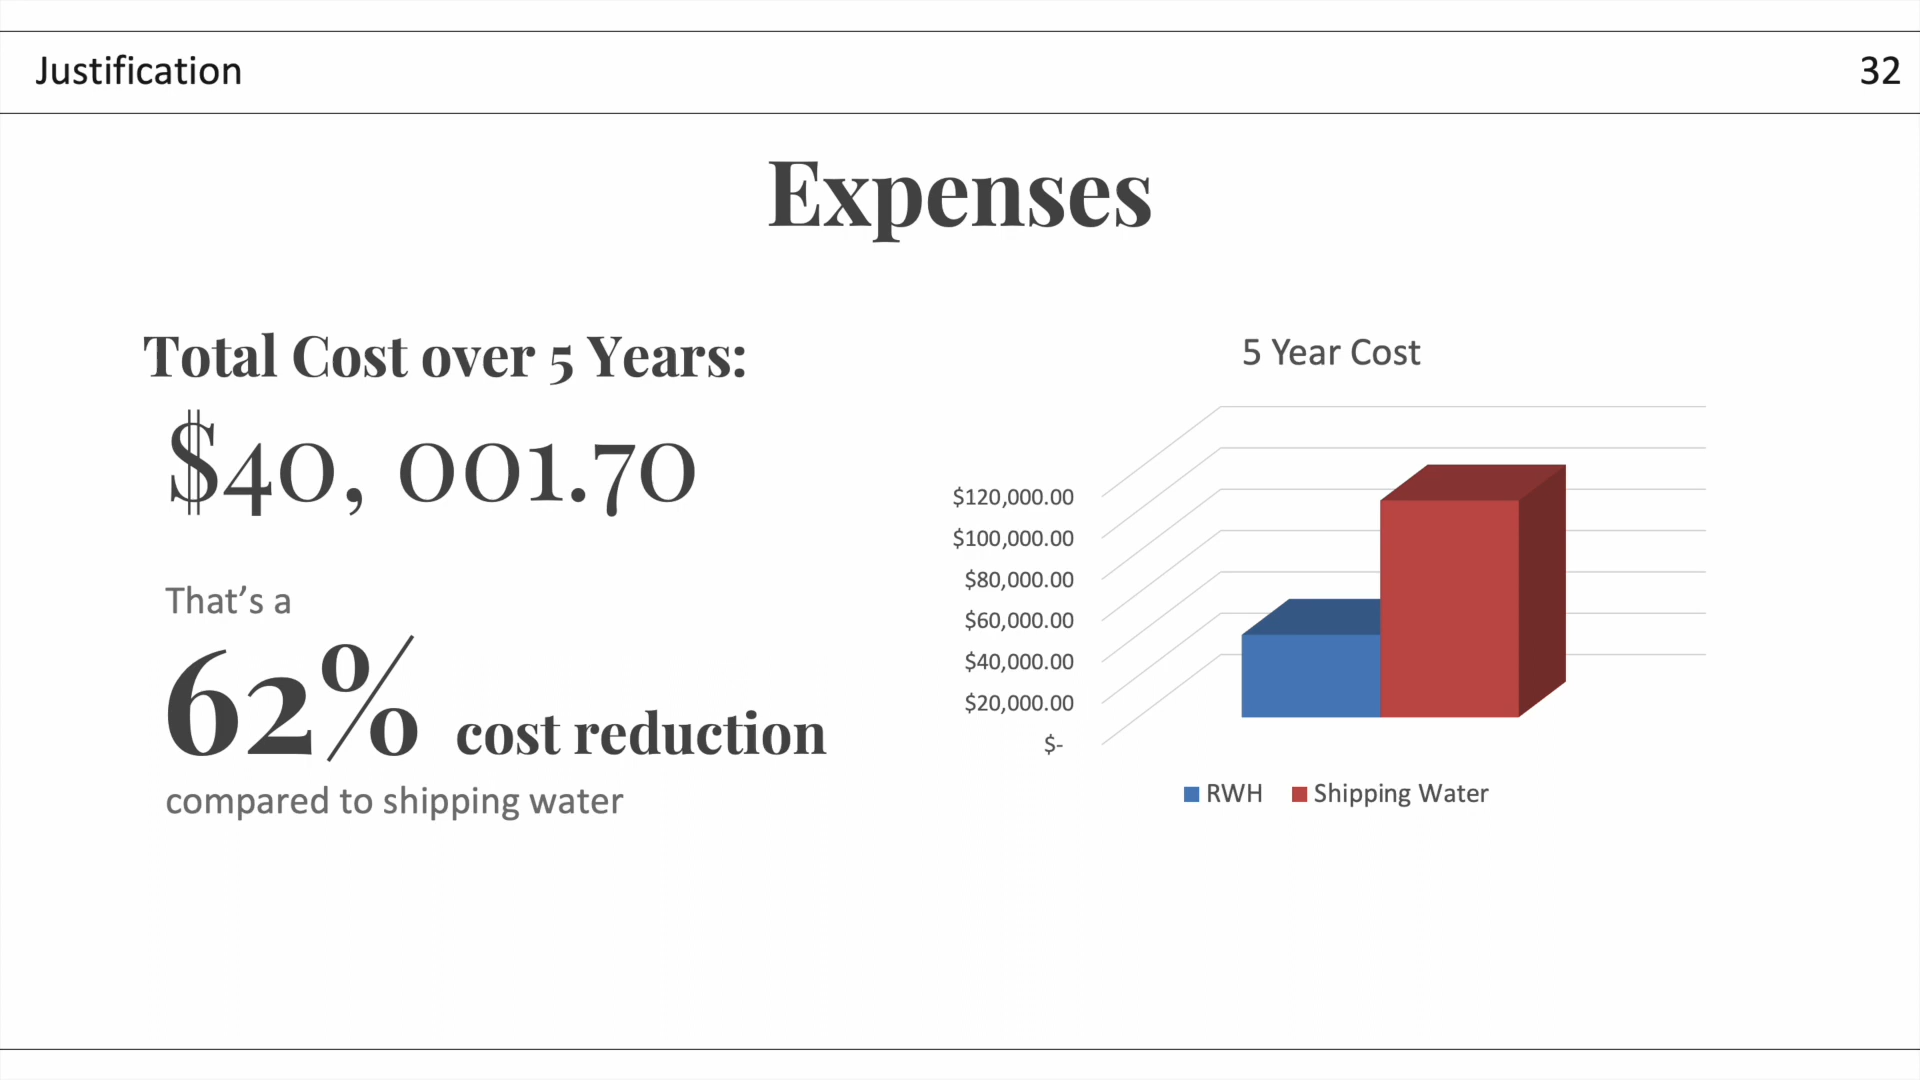 Justification
32
Expenses
Total Cost over 5 Years:
$40, 001.70
That’s a
62% cost reduction
compared to shipping water
5 Year Cost
$120,000.00
$100,000.00
$80,000.00
$60,000.00
$40,000.00
$20,000.00
$-
RWH
Shipping Water